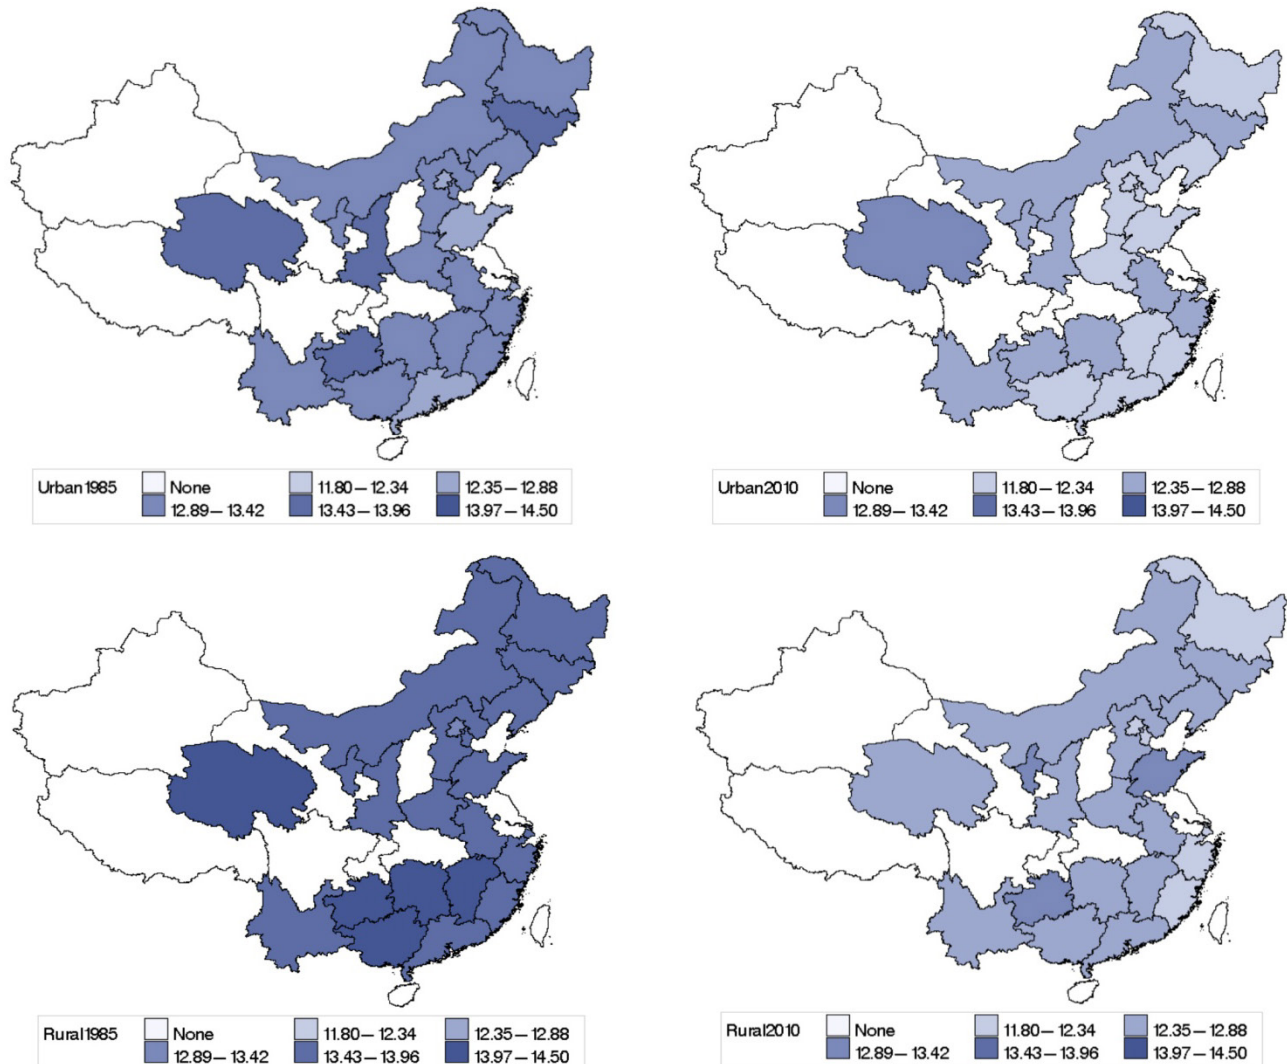 Urban1985 None 11.80—12.34 12.35—12.88
12.89—13.42 13.43—13.96 13.97—14.50
Urban2010 None 11.80—12.34 12.35—12.88
12.89—13.42 13.43—13.96 13.97—14.50
Rural1985 None 11.80—12.34 12.35—12.88
12.89—13.42 13.43—13.96 13.97—14.50
Rural2010 None 11.80—12.34 12.35—12.88
12.89—13.42 13.43—13.96 13.97—14.50